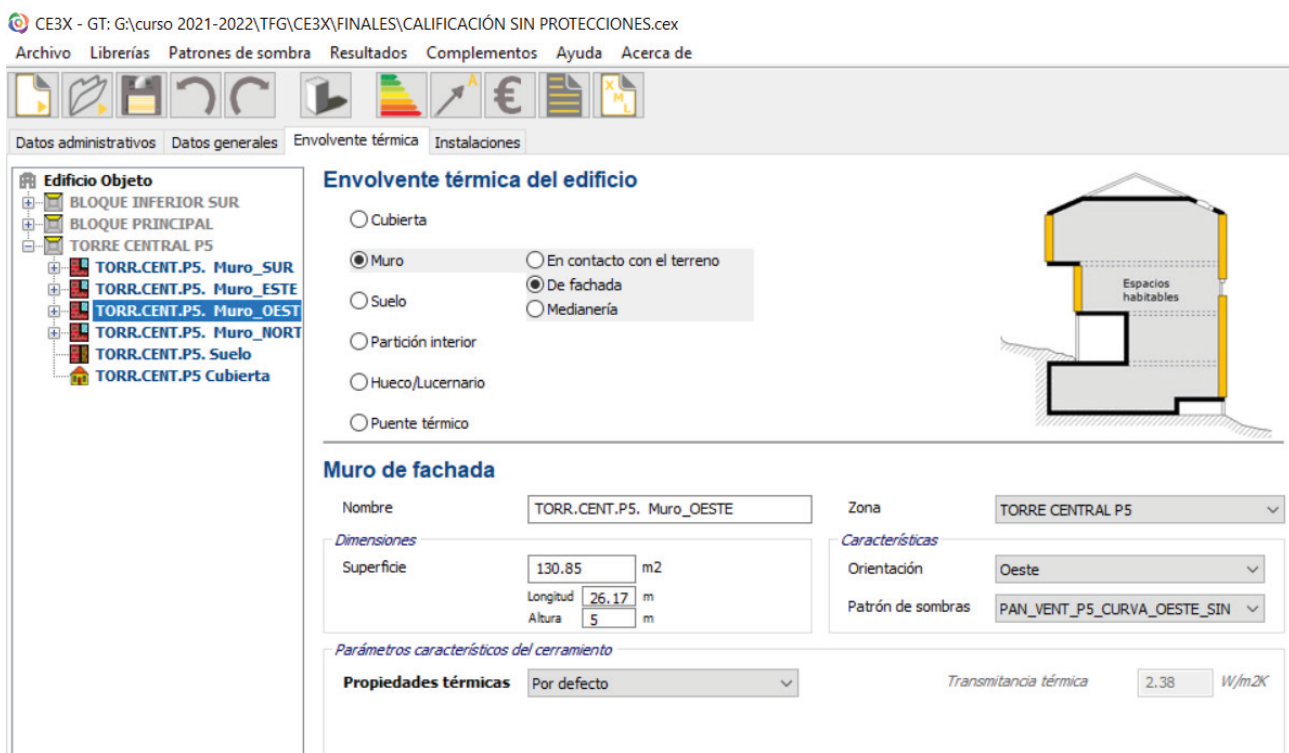 CE3X - GT: G:\curso 2021-2022\TFG\CE3X\FINALES\CALIFICACIÓN SIN PROTECCIONES.cex
Archivo Librerías Patrones de sombra Resultados Complementos Ayuda Acerca de
A € X M L
Datos administrativos Datos generales Envolvente térmica Instalaciones
Edificio Objeto
BLOQUE INFERIOR SUR
BLOQUE PRINCIPAL
TORRE CENTRAL P5
TORR.CENT.P5. Muro_SUR
TORR.CENT.P5. Muro_ESTE
TORR.CENT.P5. Muro_OEST
TORR.CENT.P5. Muro_NORT
TORR.CENT.P5. Suelo
TORR.CENT.P5 Cubierta
Envolvente térmica del edificio
Cubierta
Muro
Suelo
Partición interior
Hueco/Lucernario
Puente térmico
En contacto con el terreno
De fachada
Medianería
Espacios
habitables
Muro de fachada
Nombre TORR.CENT.P5. Muro_OESTE Zona TORRE CENTRAL P5
Dimensiones
Superficie 130.85 m2
Longitud 26.17 m
Altura 5 m
Características
Orientación Oeste
Patrón de sombras PAN_VENT_P5_CURVA_OESTE_SIN
Parámetros característicos del cerramiento
Propiedades térmicas Por defecto Transmitancia térmica 2.38 W/m2K